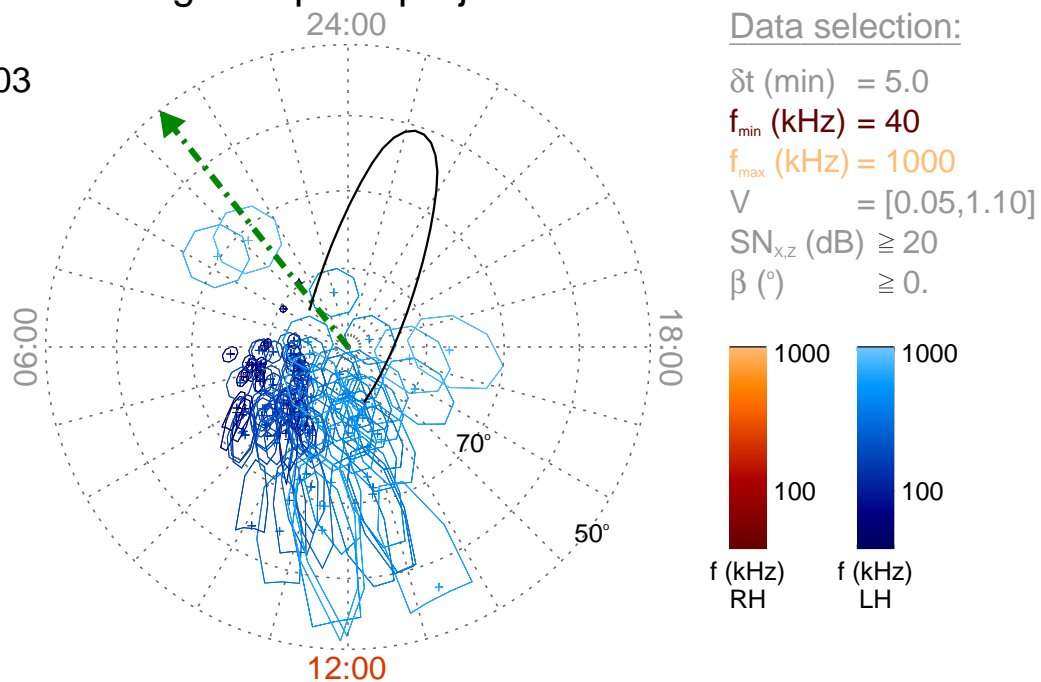 24:00
03
06:00
18:00
70°
50°
12:00
Data selection:
δt (min) = 5.0
fmin (kHz) = 40
fmax (kHz) = 1000
V = [0.05,1.10]
SNx,z (dB) ≧ 20
β (°) ≧ 0.
1000
100
f (kHz)
RH
1000
100
f (kHz)
LH